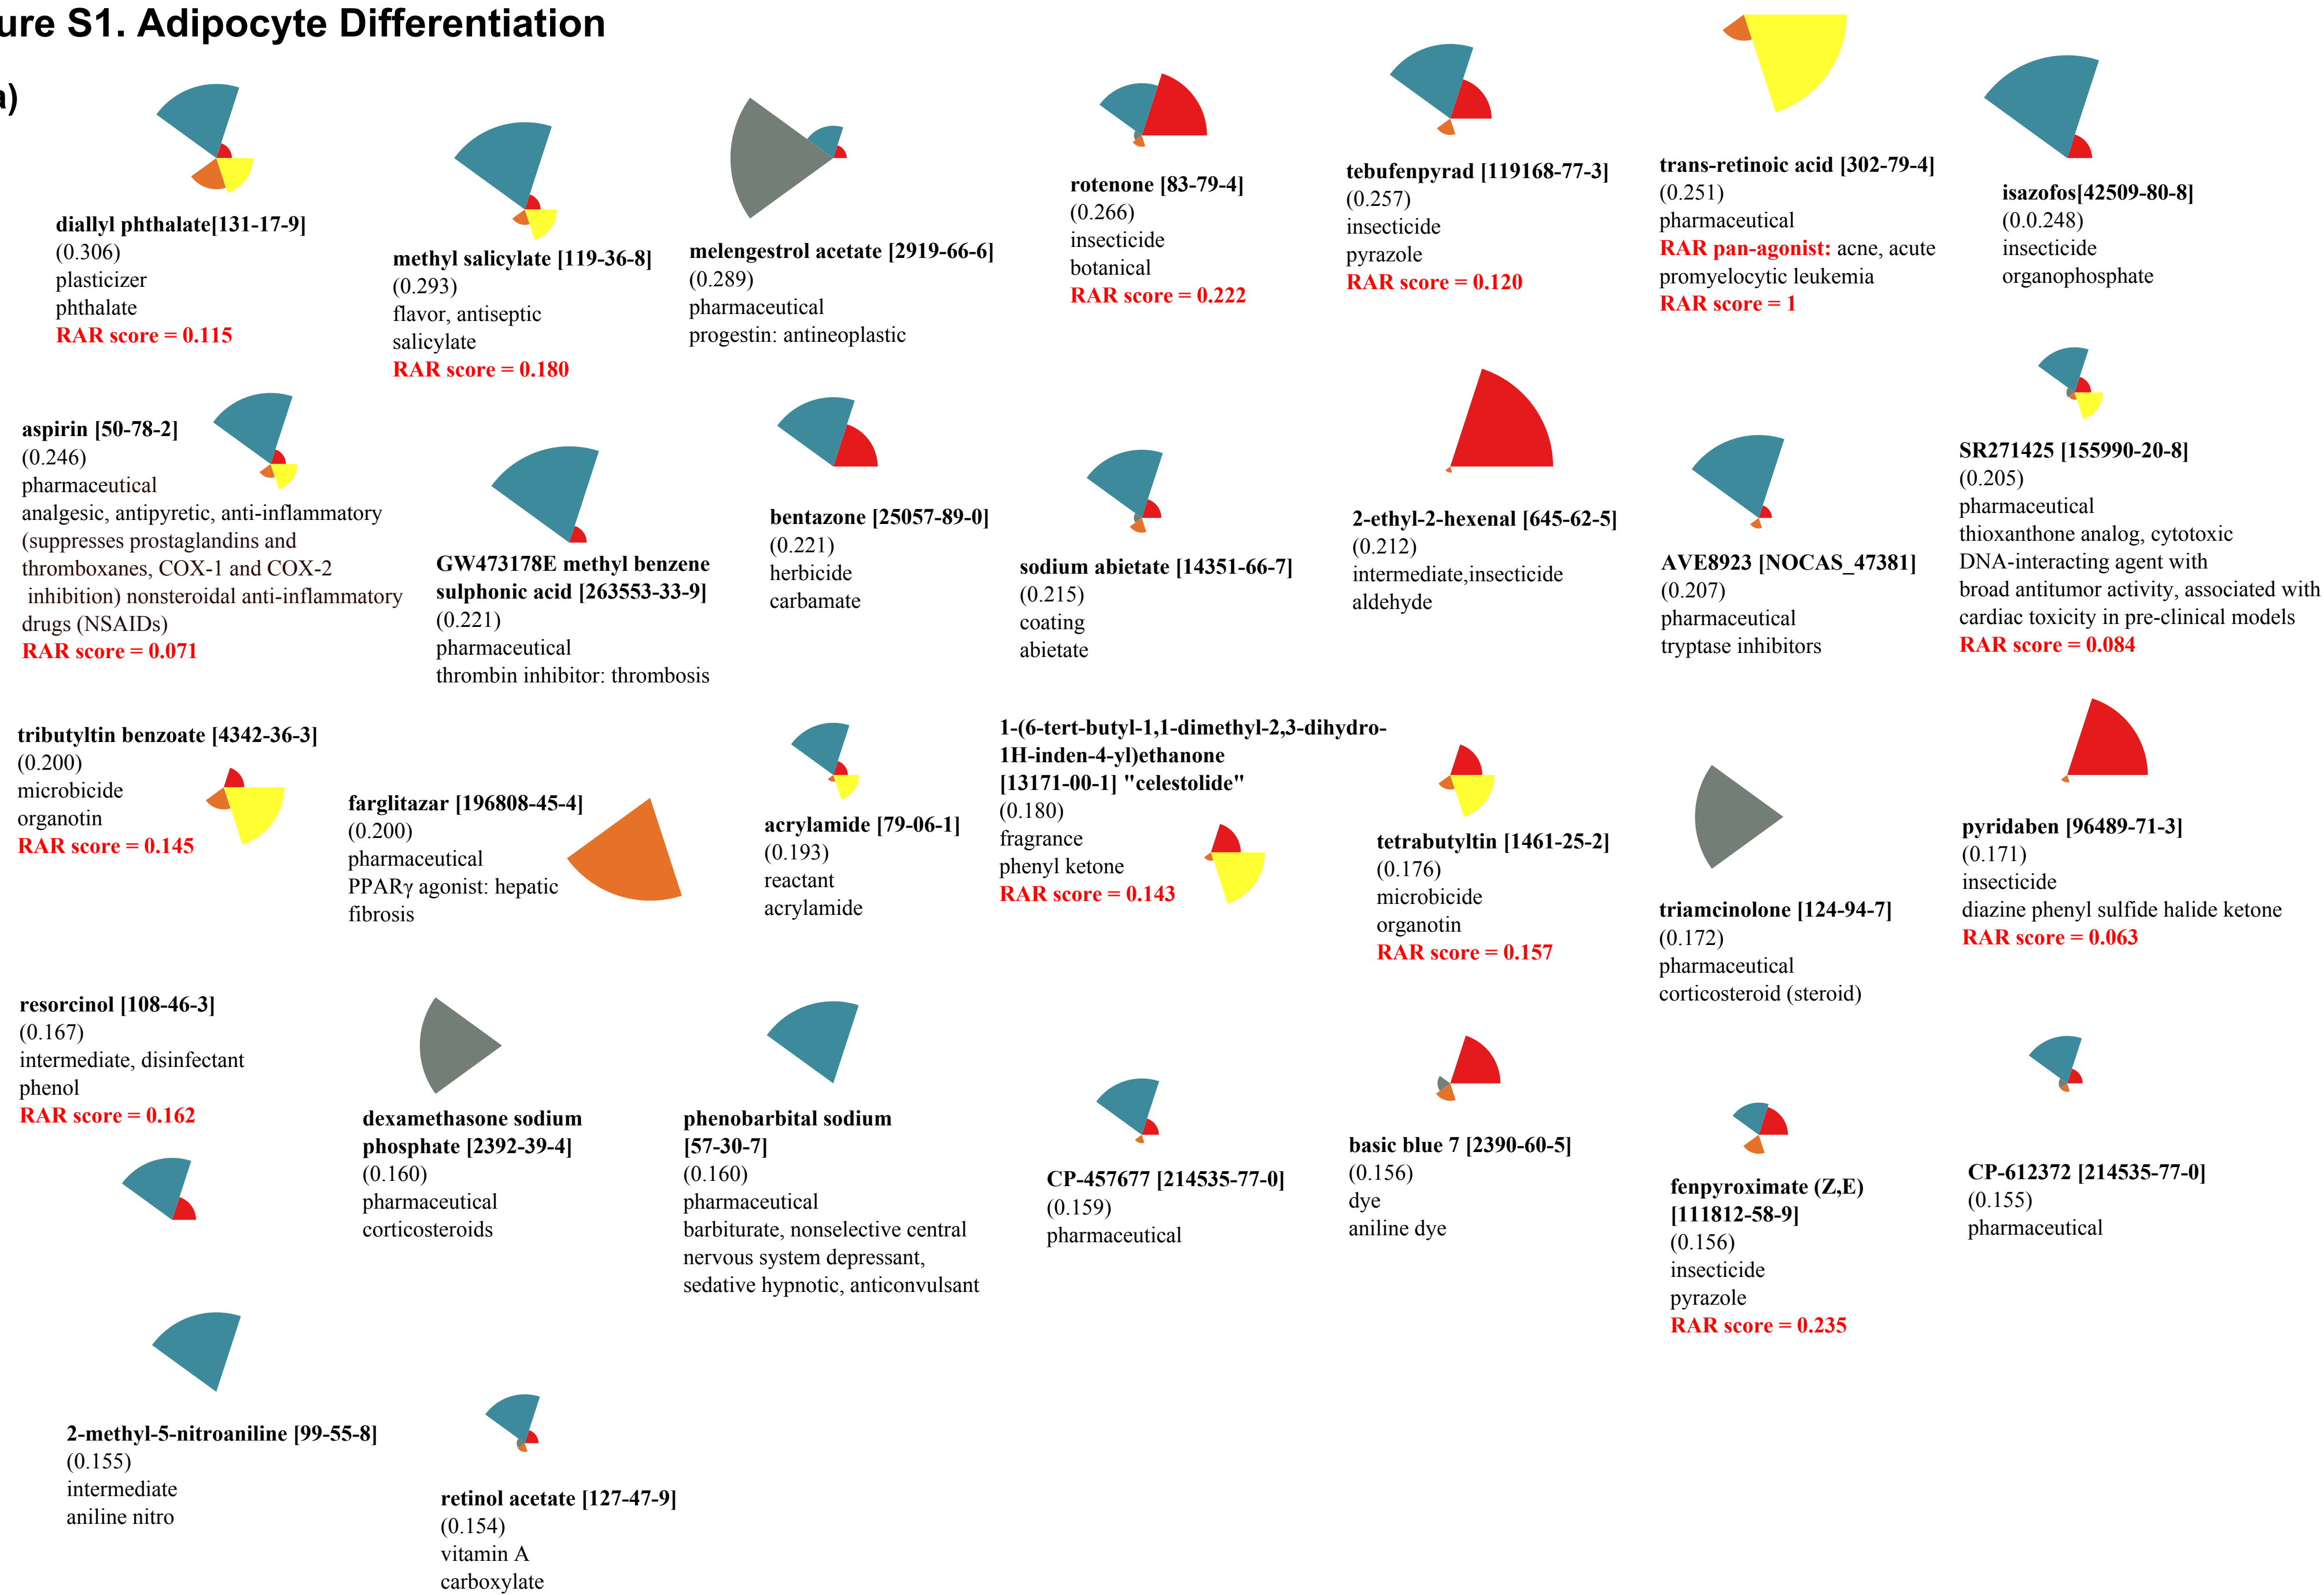 ure S1. Adipocyte Differentiation
a)
diallyl phthalate[131-17-9]
(0.306)
plasticizer
phthalate
RAR score = 0.115
methyl salicylate [119-36-8]
(0.293)
flavor, antiseptic
salicylate
RAR score = 0.180
melengestrol acetate [2919-66-6]
(0.289)
pharmaceutical
progestin: antineoplastic
rotenone [83-79-4]
(0.266)
insecticide
botanical
RAR score = 0.222
tebufenpyrad [119168-77-3]
(0.257)
insecticide
pyrazole
RAR score = 0.120
trans-retinoic acid [302-79-4]
(0.251)
pharmaceutical
RAR pan-agonist: acne, acute
promyelocytic leukemia
RAR score = 1
isazofos[42509-80-8]
(0.0.248)
insecticide
organophosphate
aspirin [50-78-2]
(0.246)
pharmaceutical
analgesic, antipyretic, anti-inflammatory
(suppresses prostaglandins and
thromboxanes, COX-1 and COX-2
inhibition) nonsteroidal anti-inflammatory
drugs (NSAIDs)
RAR score = 0.071
GW473178E methyl benzene
sulphonic acid [263553-33-9]
(0.221)
pharmaceutical
thrombin inhibitor: thrombosis
bentazone [25057-89-0]
(0.221)
herbicide
carbamate
sodium abietate [14351-66-7]
(0.215)
coating
abietate
2-ethyl-2-hexenal [645-62-5]
(0.212)
intermediate,insecticide
aldehyde
AVE8923 [NOCAS_47381]
(0.207)
pharmaceutical
tryptase inhibitors
SR271425 [155990-20-8]
(0.205)
pharmaceutical
thioxanthone analog, cytotoxic
DNA-interacting agent with
broad antitumor activity, associated with
cardiac toxicity in pre-clinical models
RAR score = 0.084
tributyltin benzoate [4342-36-3]
(0.200)
microbicide
organotin
RAR score = 0.145
farglitazar [196808-45-4]
(0.200)
pharmaceutical
PPARγ agonist: hepatic
fibrosis
acrylamide [79-06-1]
(0.193)
reactant
acrylamide
1-(6-tert-butyl-1,1-dimethyl-2,3-dihydro-
1H-inden-4-yl)ethanone
[13171-00-1] "celestolide"
(0.180)
fragrance
phenyl ketone
RAR score = 0.143
tetrabutyltin [1461-25-2]
(0.176)
microbicide
organotin
RAR score = 0.157
triamcinolone [124-94-7]
(0.172)
pharmaceutical
corticosteroid (steroid)
pyridaben [96489-71-3]
(0.171)
insecticide
diazine phenyl sulfide halide ketone
RAR score = 0.063
resorcinol [108-46-3]
(0.167)
intermediate, disinfectant
phenol
RAR score = 0.162
dexamethasone sodium
phosphate [2392-39-4]
(0.160)
pharmaceutical
corticosteroids
phenobarbital sodium
[57-30-7]
(0.160)
pharmaceutical
barbiturate, nonselective central
nervous system depressant,
sedative hypnotic, anticonvulsant
CP-457677 [214535-77-0]
(0.159)
pharmaceutical
basic blue 7 [2390-60-5]
(0.156)
dye
aniline dye
fenpyroximate (Z,E)
[111812-58-9]
(0.156)
insecticide
pyrazole
RAR score = 0.235
CP-612372 [214535-77-0]
(0.155)
pharmaceutical
2-methyl-5-nitroaniline [99-55-8]
(0.155)
intermediate
aniline nitro
retinol acetate [127-47-9]
(0.154)
vitamin A
carboxylate